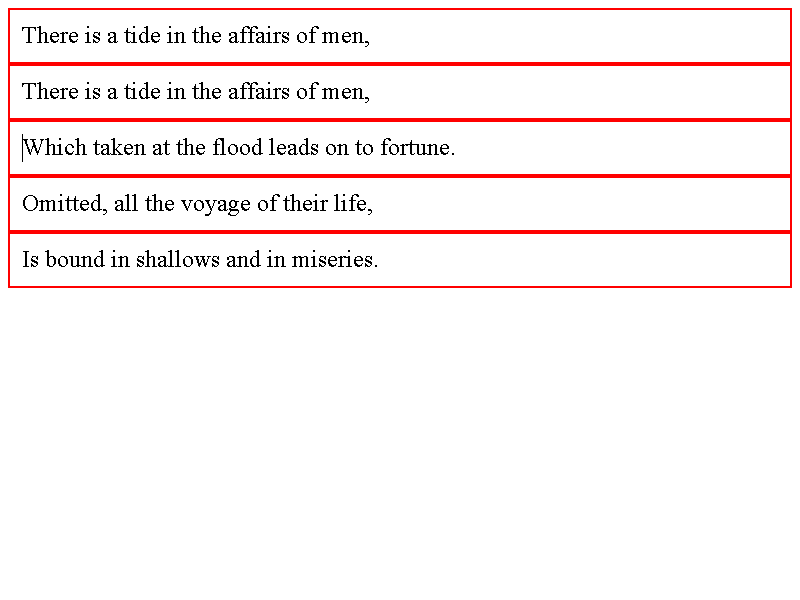 There is a tide in the affairs of men,
There is a tide in the affairs of men,
Which taken at the flood leads on to fortune.
Omitted, all the voyage of their life,
Is bound in shallows and in miseries.